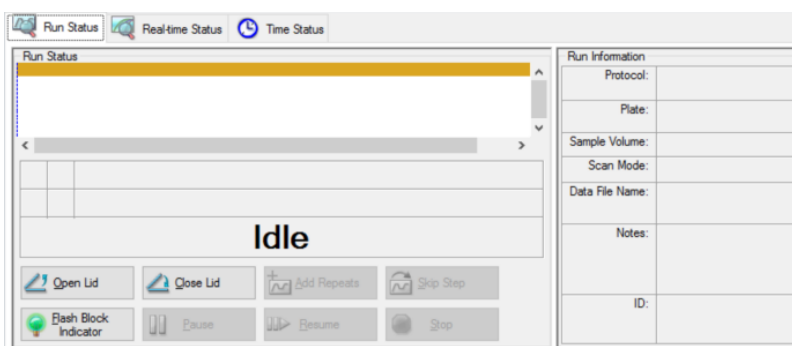 Run Status
Real-time Status
Time Status
Run Status
Idle
Open Lid
Close Lid
Add Repeats
Skip Step
Flash Block
Indicator
Pause
Resume
Stop
Run Information
Protocol:
Plate:
Sample Volume:
Scan Mode:
Data File Name:
Notes:
ID: